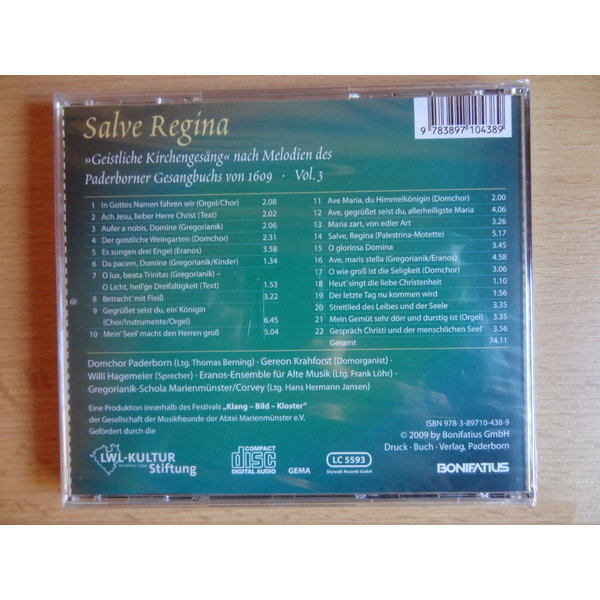 Salve Regina
»Geistliche Kirchengesäng« nach Melodien des
Paderborner Gesangbuchs von 1609 · Vol. 3
9 783897 104389
1 In Gottes Namen fahren wir (Orgel/Chor) 2.08
2 Ach Jesu, lieber Herre Christ (Text) 2.02
3 Aufer a nobis, Domine (Gregorianik) 2.06
4 Der geistliche Weingarten (Domchor) 2.31
5 Es sungen drei Engel (Eranos) 3.58
6 Da pacem, Domine (Gregorianik/Kinder) 1.34
7 O lux, beata Trinitas (Gregorianik) –
O Licht, heil'ge Dreifaltigkeit (Text) 1.53
8 Betracht' mit Fleiß 3.22
9 Gegrüßet seist du, ein' Königin
(Chor/Instrumente/Orgel) 6.45
10 Mein' Seel' macht den Herren groß 5.04
11 Ave Maria, du Himmelkönigin (Domchor) 2.00
12 Ave, gegrüßet seist du, allerheiligste Maria 4.06
13 Maria zart, von edler Art 3.26
14 Salve, Regina (Palestrina-Motette) 5.17
15 O gloriosa Domina 3.45
16 Ave, maris stella (Gregorianik/Eranos) 4.58
17 O wie groß ist die Seligkeit (Domchor) 3.06
18 Heut' singt die liebe Christenheit 1.10
19 Der letzte Tag nu kommen wird 1.56
20 Streitlied des Leibes und der Seele 3.35
21 Mein Gemüt sehr dörr und durstig ist (Orgel) 3.35
22 Gespräch Christi und der menschlichen Seel' 3.56
Gesamt 74.11
Domchor Paderborn (Ltg. Thomas Berning) · Gereon Krahforst (Domorganist) ·
Willi Hagemeier (Sprecher) · Eranos-Ensemble für Alte Musik (Ltg. Frank Löhr) ·
Gregorianik-Schola Marienmünster/Corvey (Ltg. Hans Hermann Jansen)
Eine Produktion innerhalb des Festivals „Klang – Bild – Kloster"
der Gesellschaft der Musikfreunde der Abtei Marienmünster e.V.
Gefördert durch die
LWL-KULTUR
Stiftung
COMPACT
disc
DIGITAL AUDIO
GEMA
LC 5593
Skywalk Records GmbH
ISBN 978-3-89710-438-9
© 2009 by Bonifatius GmbH
Druck · Buch · Verlag, Paderborn
BONIFATIUS